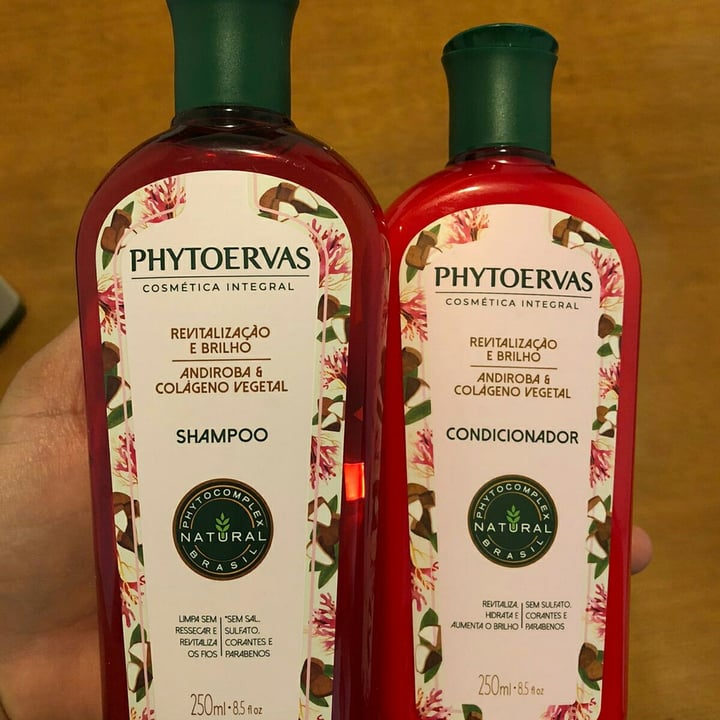 PHYTOERVAS
COSMÉTICA INTEGRAL
REVITALIZAÇÃO
E BRILHO
ANDIROBA &
COLÁGENO VEGETAL
SHAMPOO
PHYTOCOMPLEX
NATURAL
BRASIL
LIMPA SEM
RESSECAR E
REVITALIZA
OS FIOS
*SEM SAL,
SULFATO,
CORANTES E
PARABENOS
250ml • 8.5 fl oz
PHYTOERVAS
COSMÉTICA INTEGRAL
REVITALIZAÇÃO
E BRILHO
ANDIROBA &
COLÁGENO VEGETAL
CONDICIONADOR
PHYTOCOMPLEX
NATURAL
BRASIL
REVITALIZA,
HIDRATA E
AUMENTA O BRILHO
SEM SULFATO,
CORANTES E
PARABENOS
250ml • 8.5 fl oz